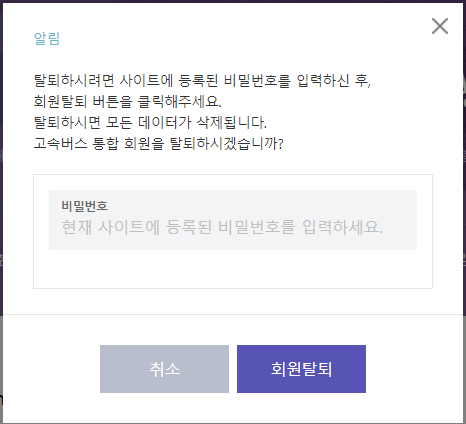 알림
탈퇴하시려면 사이트에 등록된 비밀번호를 입력하신 후,
회원탈퇴 버튼을 클릭해주세요.
탈퇴하시면 모든 데이터가 삭제됩니다.
고속버스 통합 회원을 탈퇴하시겠습니까?
비밀번호
현재 사이트에 등록된 비밀번호를 입력하세요.
취소 회원탈퇴